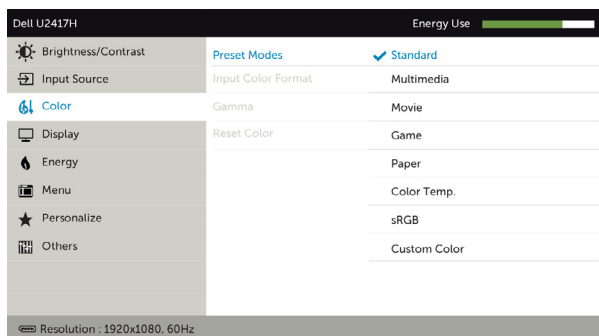 Dell U2417H
Energy Use
Brightness/Contrast
Input Source
Color
Display
Energy
Menu
Personalize
Others
Preset Modes
Input Color Format
Gamma
Reset Color
Standard
Multimedia
Movie
Game
Paper
Color Temp.
sRGB
Custom Color
Resolution : 1920x1080, 60Hz